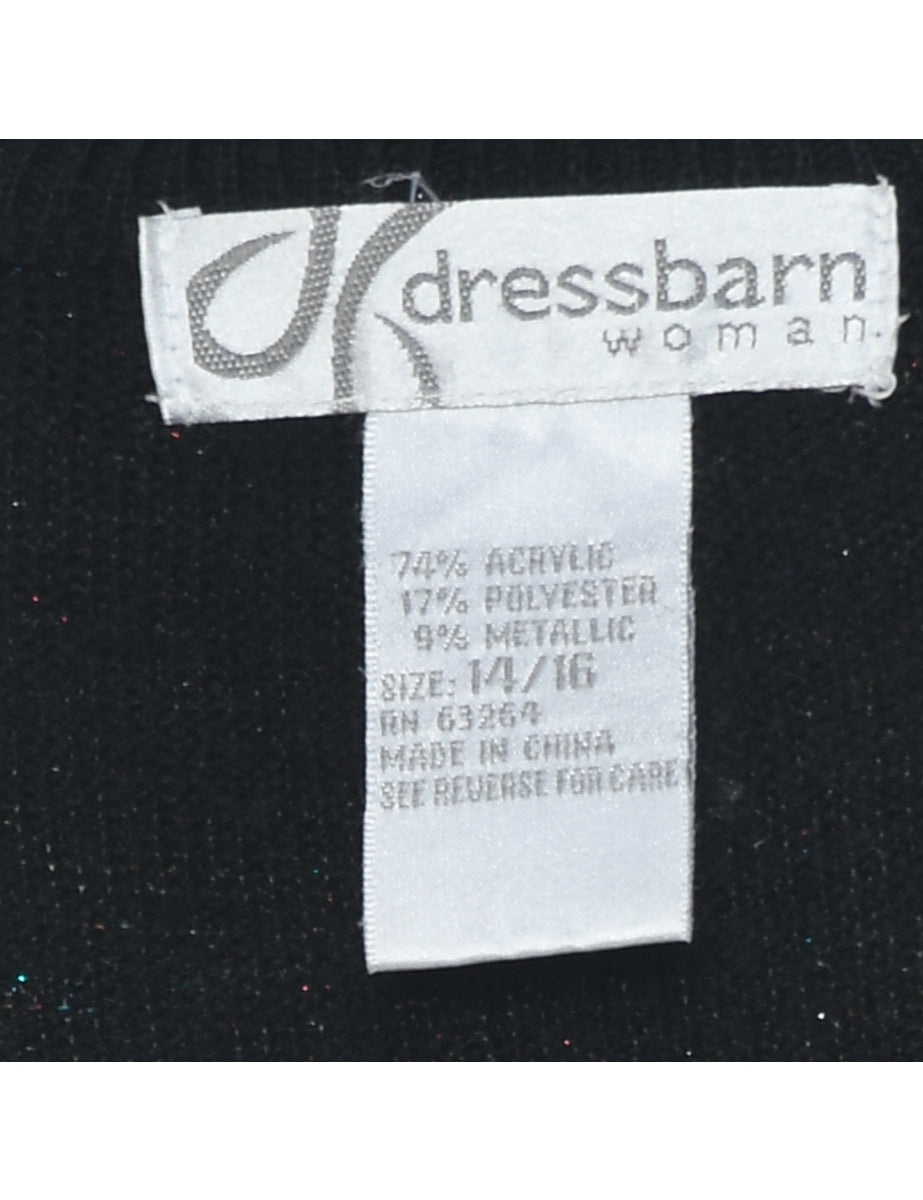 dressbarn
woman
74% ACRYLIC
17% POLYESTER
9% METALLIC
SIZE: 14/16
RN 63264
MADE IN CHINA
SEE REVERSE FOR CARE